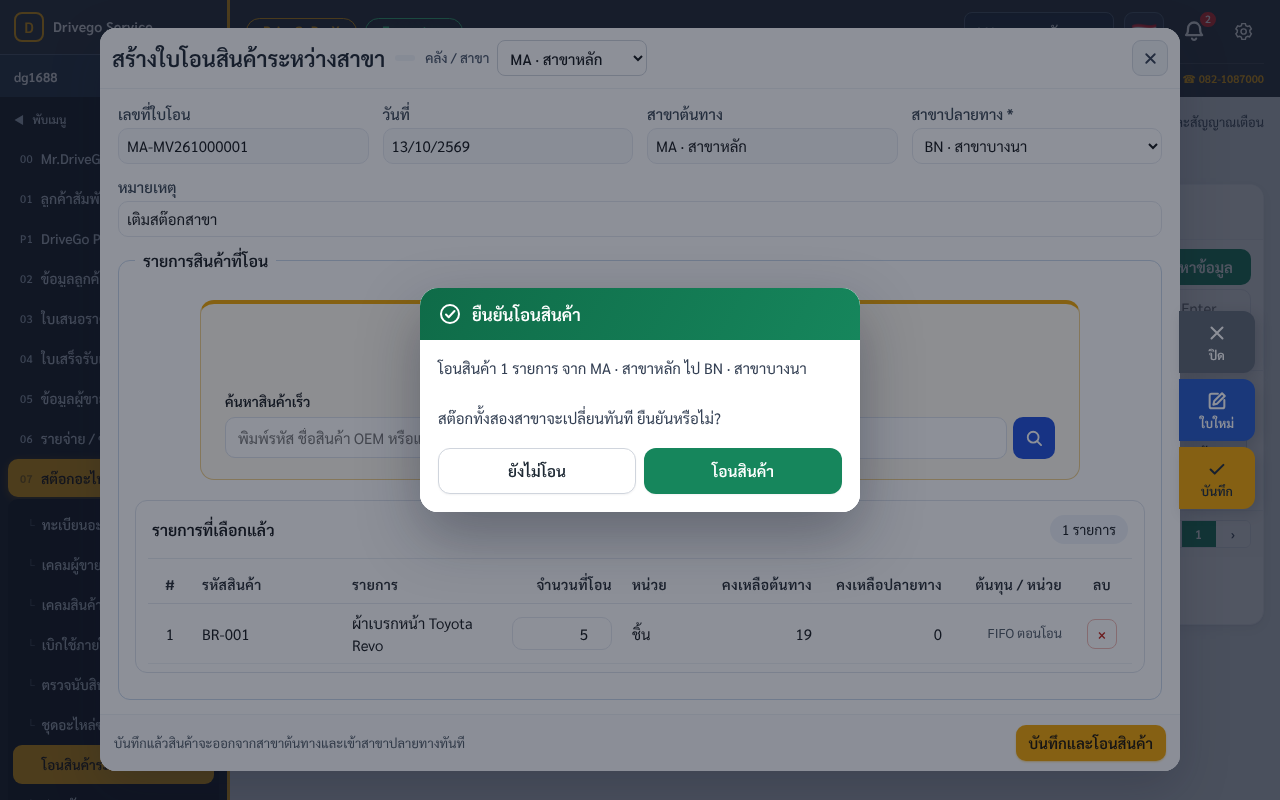 D Drivego Service
2
dg1688
☎ 082-1087000
สร้างใบโอนสินค้าระหว่างสาขา
คลัง / สาขา
MA · สาขาหลัก
พับเมนู
00 Mr.DriveG
01 ลูกค้าสัมพั
P1 DriveGo P
02 ข้อมูลลูกค้
03 ใบเสนอรา
04 ใบเสร็จรับ
05 ข้อมูลผู้ขา
06 รายจ่าย /
07 สต๊อกอะไ
ทะเบียนอะ
เคลมผู้ขาย
เคลมสินค้า
เบิกใช้ภาย
ตรวจนับสิน
ชุดอะไหล่
โอนสินค้าระ
ละสัญญาณเตือน
หาข้อมูล
Enter
เลขที่ใบโอน
MA-MV261000001
วันที่
13/10/2569
สาขาต้นทาง
MA · สาขาหลัก
สาขาปลายทาง *
BN · สาขาบางนา
หมายเหตุ
เติมสต๊อกสาขา
รายการสินค้าที่โอน
ค้นหาสินค้าเร็ว
พิมพ์รหัส ชื่อสินค้า OEM หรือ
ยืนยันโอนสินค้า
โอนสินค้า 1 รายการ จาก MA · สาขาหลัก ไป BN · สาขาบางนา
สต๊อกทั้งสองสาขาจะเปลี่ยนทันที ยืนยันหรือไม่?
ยังไม่โอน
โอนสินค้า
ปิด
ใบใหม่
บันทึก
1 ›
รายการที่เลือกแล้ว
1 รายการ
# รหัสสินค้า รายการ จำนวนที่โอน หน่วย คงเหลือต้นทาง คงเหลือปลายทาง ต้นทุน / หน่วย ลบ
1 BR-001 ผ้าเบรกหน้า Toyota Revo 5 ชิ้น 19 0 FIFO ตอนโอน ×
บันทึกแล้วสินค้าจะออกจากสาขาต้นทางและเข้าสาขาปลายทางทันที
บันทึกและโอนสินค้า